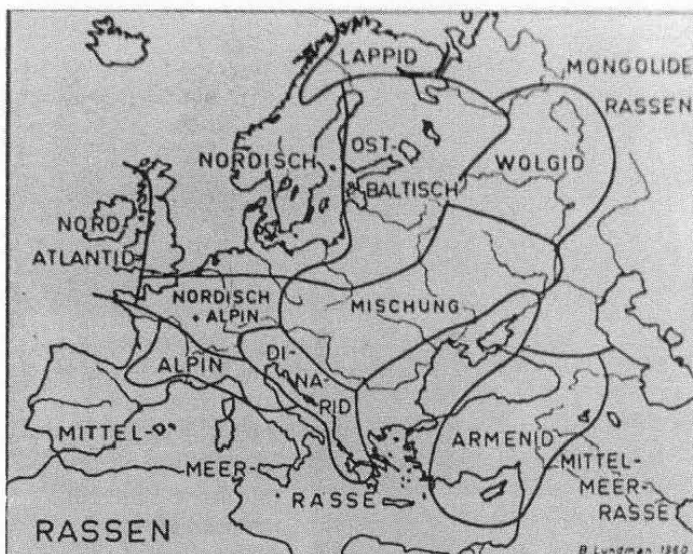 LAPPID
MONGOLIDE
RASSEN
OST-
NORDISCH
WOLGID
BALTISCH
NORD-
ATLANTID
NORDISCH
+ ALPIN
MISCHUNG
ALPIN
DI-
NA-
RID
MITTEL-
ARMENID
MEER-
MITTEL-
MEER-
RASSE
RASSE
RASSEN
B. Lundman